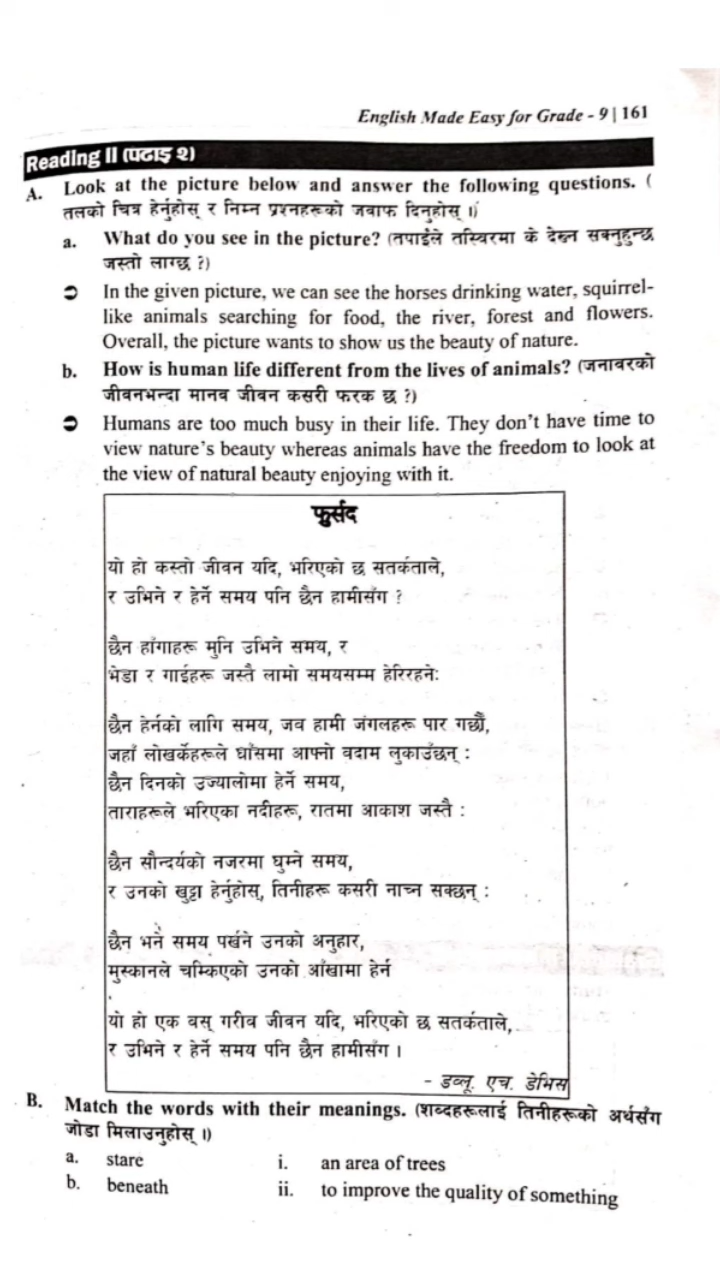 English Made Easy for Grade - 9 | 161
Reading II (पढाइ २)
A. Look at the picture below and answer the following questions. (
तलको चित्र हेर्नुहोस् र निम्न प्रश्नहरूको जवाफ दिनुहोस् ।)
a. What do you see in the picture? (तपाईंले तस्विरमा के देख्न सक्नुहुन्छ
जस्तो लाग्छ ?)
➲ In the given picture, we can see the horses drinking water, squirrel-
like animals searching for food, the river, forest and flowers.
Overall, the picture wants to show us the beauty of nature.
b. How is human life different from the lives of animals? (जनावरको
जीवनभन्दा मानव जीवन कसरी फरक छ ?)
➲ Humans are too much busy in their life. They don't have time to
view nature's beauty whereas animals have the freedom to look at
the view of natural beauty enjoying with it.
फुर्सद
यो हो कस्तो जीवन यदि, भरिएको छ सतर्कताले,
र उभिने र हेर्ने समय पनि छैन हामीसँग ?
छैन हाँगाहरू मुनि उभिने समय, र
भेडा र गाईहरू जस्तै लामो समयसम्म हेरिरहनेः
छैन हेर्नको लागि समय, जब हामी जंगलहरू पार गर्छौं,
जहाँ लोखर्केहरूले घाँसमा आफ्नो वदाम लुकाउँछन् :
छैन दिनको उज्यालोमा हेर्ने समय,
ताराहरूले भरिएका नदीहरू, रातमा आकाश जस्तै :
छैन सौन्दर्यको नजरमा घुम्ने समय,
र उनको खुट्टा हेर्नुहोस्, तिनीहरू कसरी नाच्न सक्छन् :
छैन भने समय पर्खने उनको अनुहार,
मुस्कानले चम्किएको उनको आँखामा हेर्न
यो हो एक बस् गरीब जीवन यदि, भरिएको छ सतर्कताले,
र उभिने र हेर्ने समय पनि छैन हामीसँग ।
- डब्लू. एच. डेभिस
B. Match the words with their meanings. (शब्दहरूलाई तिनीहरूको अर्थसँग
जोडा मिलाउनुहोस् ।)
a. stare i. an area of trees
b. beneath ii. to improve the quality of something